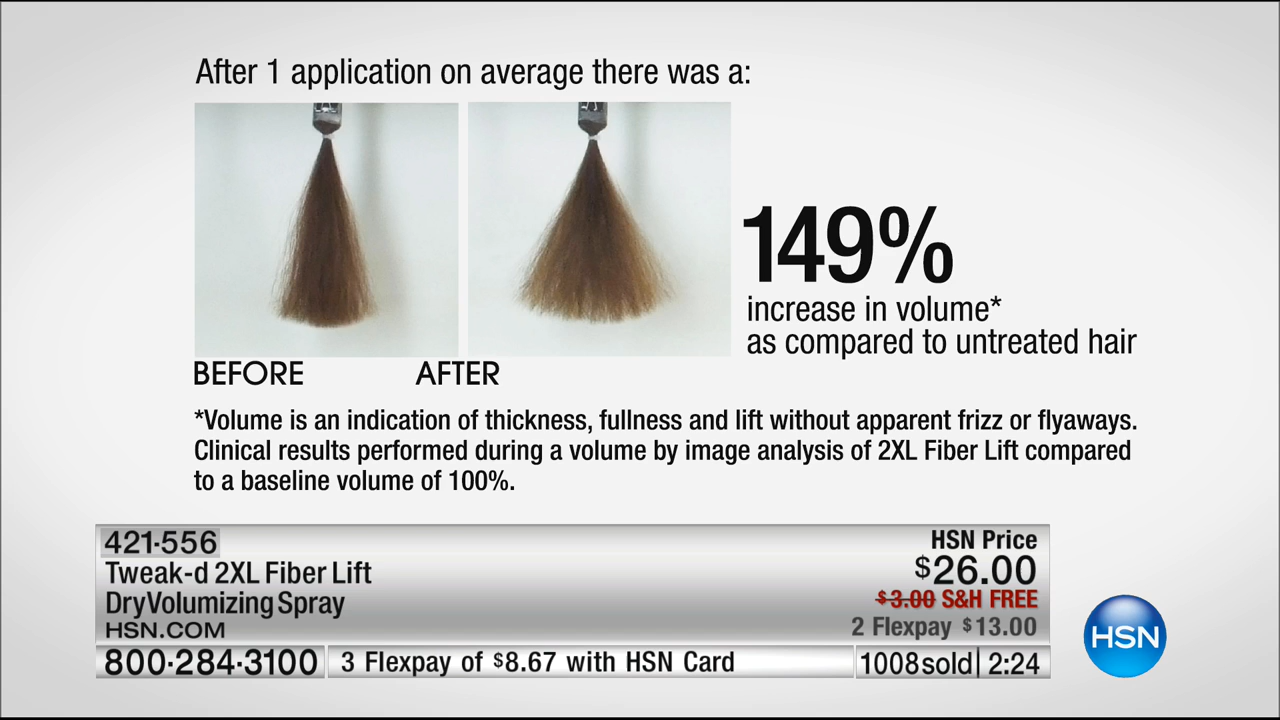 After 1 application on average there was a:
149%
increase in volume*
as compared to untreated hair
BEFORE AFTER
*Volume is an indication of thickness, fullness and lift without apparent frizz or flyaways.
Clinical results performed during a volume by image analysis of 2XL Fiber Lift compared
to a baseline volume of 100%.
421-556
Tweak-d 2XL Fiber Lift
Dry Volumizing Spray
HSN.COM
HSN Price
$26.00
$3.00 S&H FREE
2 Flexpay $13.00
800-284-3100 3 Flexpay of $8.67 with HSN Card 1008 sold 2:24
HSN